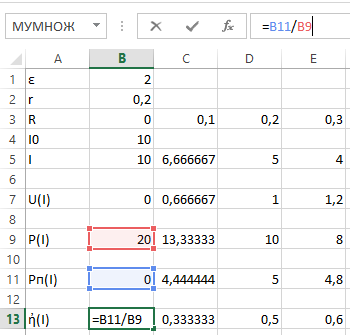 МУМНОЖ =B11/B9
A B C D E
1 ε 2
2 r 0,2
3 R 0 0,1 0,2 0,3
4 I0 10
5 I 10 6,666667 5 4
6
7 U(I) 0 0,666667 1 1,2
8
9 P(I) 20 13,33333 10 8
10
11 Pп(I) 0 4,444444 5 4,8
12
13 ἠ(I) =B11/B9 0,333333 0,5 0,6